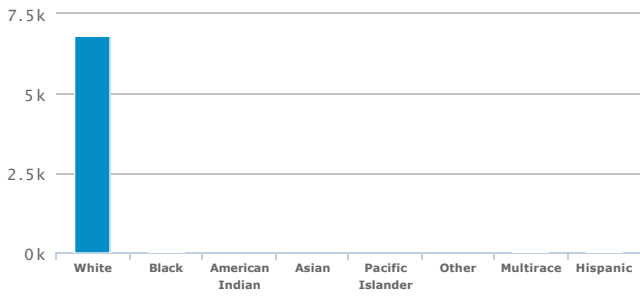 7.5k
5k
2.5k
0k
White Black American Indian Asian Pacific Islander Other Multirace Hispanic